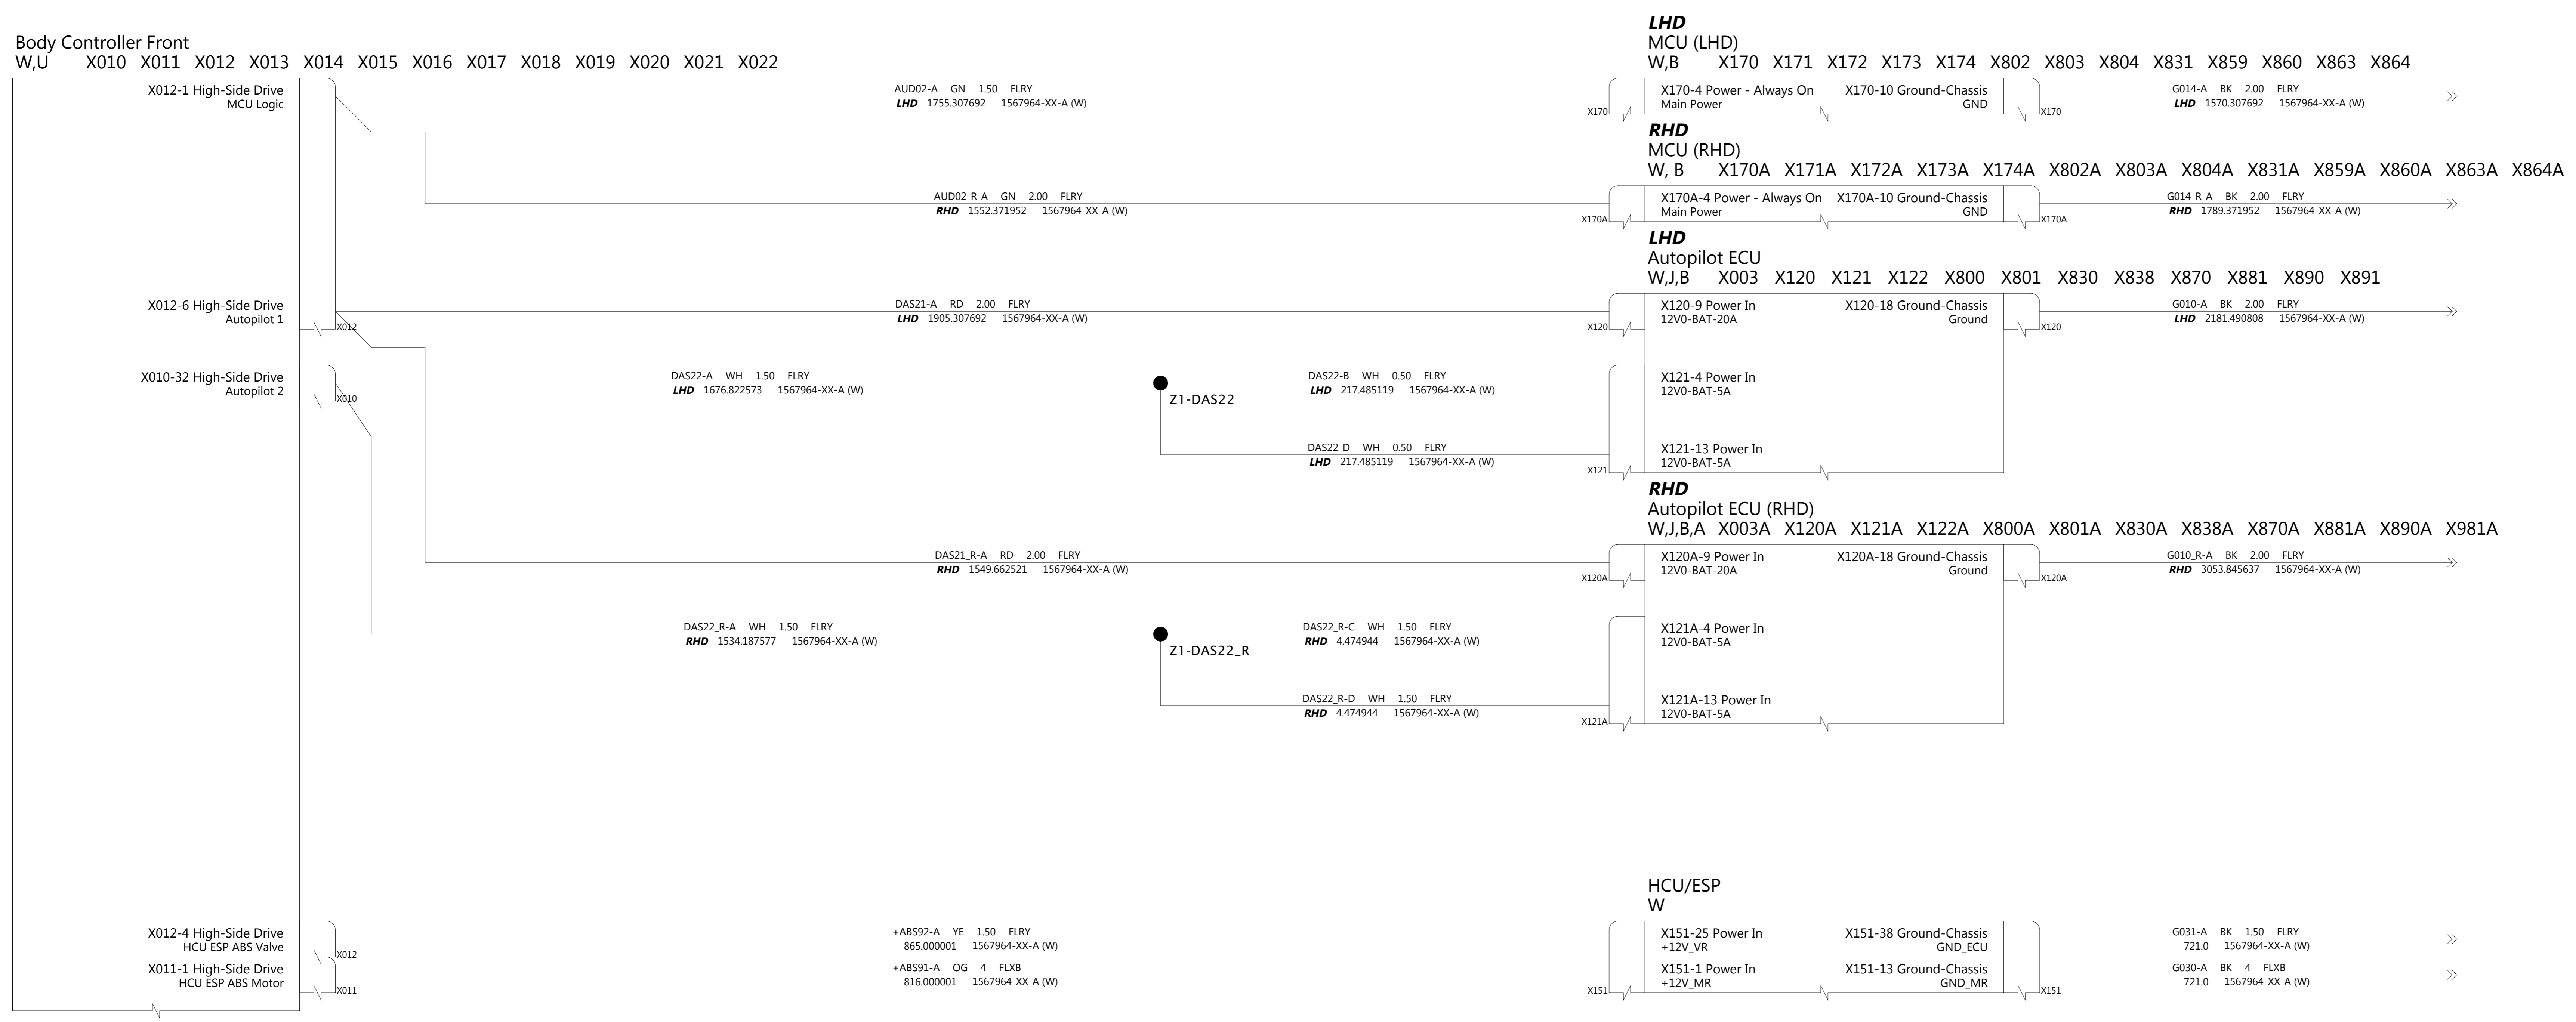 LHD
Body Controller Front
MCU (LHD)
W,U X010 X011 X012 X013 X014 X015 X016 X017 X018 X019 X020 X021 X022
W,B X170 X171 X172 X173 X174 X802 X803 X804 X831 X859 X860 X863 X864
X012-1 High-Side Drive
MCU Logic
AUD02-A GN 1.50 FLRY
LHD 1755.307692 1567964-XX-A (W)
X170
X170-4 Power - Always On
Main Power
X170-10 Ground-Chassis
GND
X170
G014-A BK 2.00 FLRY
LHD 1570.307692 1567964-XX-A (W)
RHD
MCU (RHD)
W, B X170A X171A X172A X173A X174A X802A X803A X804A X831A X859A X860A X863A X864A
AUD02_R-A GN 2.00 FLRY
RHD 1552.371952 1567964-XX-A (W)
X170A
X170A-4 Power - Always On
Main Power
X170A-10 Ground-Chassis
GND
X170A
G014_R-A BK 2.00 FLRY
RHD 1789.371952 1567964-XX-A (W)
LHD
Autopilot ECU
W,J,B X003 X120 X121 X122 X800 X801 X830 X838 X870 X881 X890 X891
X012-6 High-Side Drive
Autopilot 1
X012
DAS21-A RD 2.00 FLRY
LHD 1905.307692 1567964-XX-A (W)
X120
X120-9 Power In
12V0-BAT-20A
X120-18 Ground-Chassis
Ground
X120
G010-A BK 2.00 FLRY
LHD 2181.490808 1567964-XX-A (W)
X010-32 High-Side Drive
Autopilot 2
X010
DAS22-A WH 1.50 FLRY
LHD 1676.822573 1567964-XX-A (W)
Z1-DAS22
DAS22-B WH 0.50 FLRY
LHD 217.485119 1567964-XX-A (W)
X121-4 Power In
12V0-BAT-5A
DAS22-D WH 0.50 FLRY
LHD 217.485119 1567964-XX-A (W)
X121
X121-13 Power In
12V0-BAT-5A
RHD
Autopilot ECU (RHD)
W,J,B,A X003A X120A X121A X122A X800A X801A X830A X838A X870A X881A X890A X981A
DAS21_R-A RD 2.00 FLRY
RHD 1549.662521 1567964-XX-A (W)
X120A
X120A-9 Power In
12V0-BAT-20A
X120A-18 Ground-Chassis
Ground
X120A
G010_R-A BK 2.00 FLRY
RHD 3053.845637 1567964-XX-A (W)
DAS22_R-A WH 1.50 FLRY
RHD 1534.187577 1567964-XX-A (W)
Z1-DAS22_R
DAS22_R-C WH 1.50 FLRY
RHD 4.474944 1567964-XX-A (W)
X121A-4 Power In
12V0-BAT-5A
DAS22_R-D WH 1.50 FLRY
RHD 4.474944 1567964-XX-A (W)
X121A
X121A-13 Power In
12V0-BAT-5A
HCU/ESP
W
X012-4 High-Side Drive
HCU ESP ABS Valve
X012
+ABS92-A YE 1.50 FLRY
865.000001 1567964-XX-A (W)
X151-25 Power In
+12V_VR
X151-38 Ground-Chassis
GND_ECU
G031-A BK 1.50 FLRY
721.0 1567964-XX-A (W)
X011-1 High-Side Drive
HCU ESP ABS Motor
X011
+ABS91-A OG 4 FLXB
816.000001 1567964-XX-A (W)
X151
X151-1 Power In
+12V_MR
X151-13 Ground-Chassis
GND_MR
X151
G030-A BK 4 FLXB
721.0 1567964-XX-A (W)